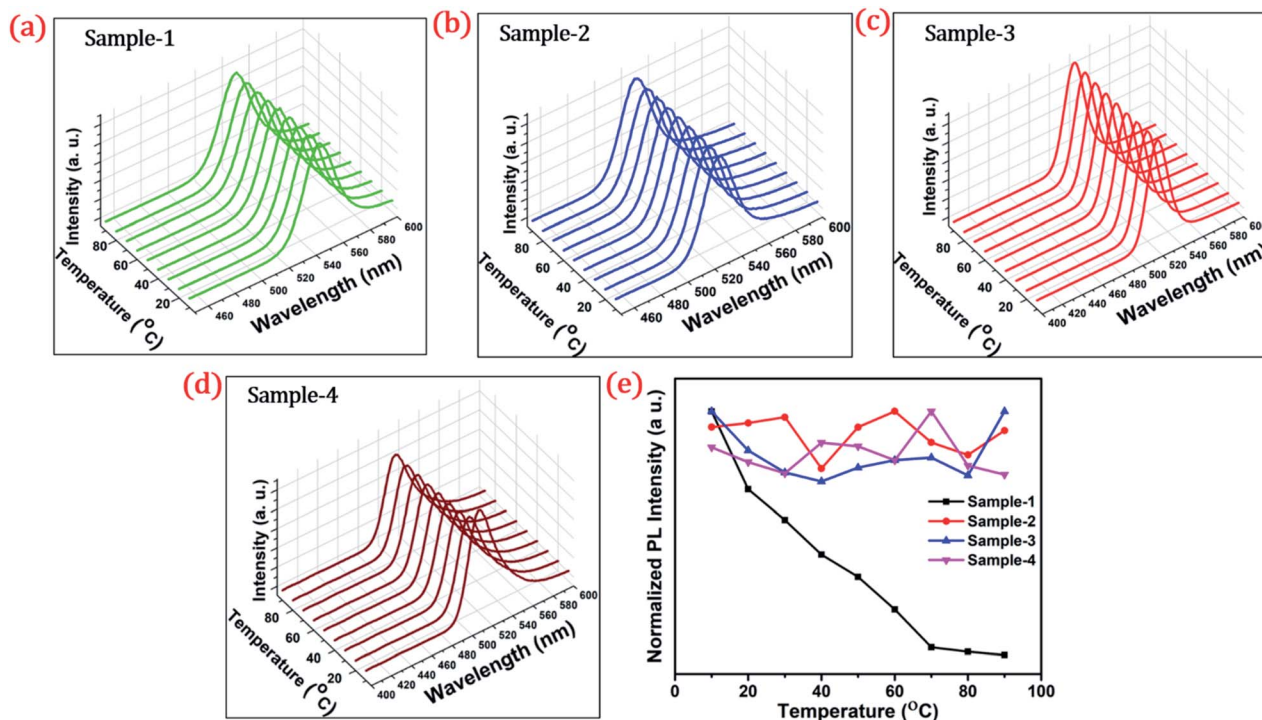 (a)
Sample-1
Intensity (a. u.)
80
60
40
20
Temperature (°C)
460
480
500
520
540
560
580
600
Wavelength (nm)
(b)
Sample-2
Intensity (a. u.)
80
60
40
20
Temperature (°C)
460
480
500
520
540
560
580
600
Wavelength (nm)
(c)
Sample-3
Intensity (a. u.)
80
60
40
20
Temperature (°C)
400
420
440
460
480
500
520
540
560
580
Wavelength (nm)
(d)
Sample-4
Intensity (a. u.)
80
60
40
20
Temperature (°C)
400
420
440
460
480
500
520
540
560
580
600
Wavelength (nm)
(e)
Normalized PL Intensity (a u.)
Sample-1
Sample-2
Sample-3
Sample-4
0 20 40 60 80 100
Temperature (°C)